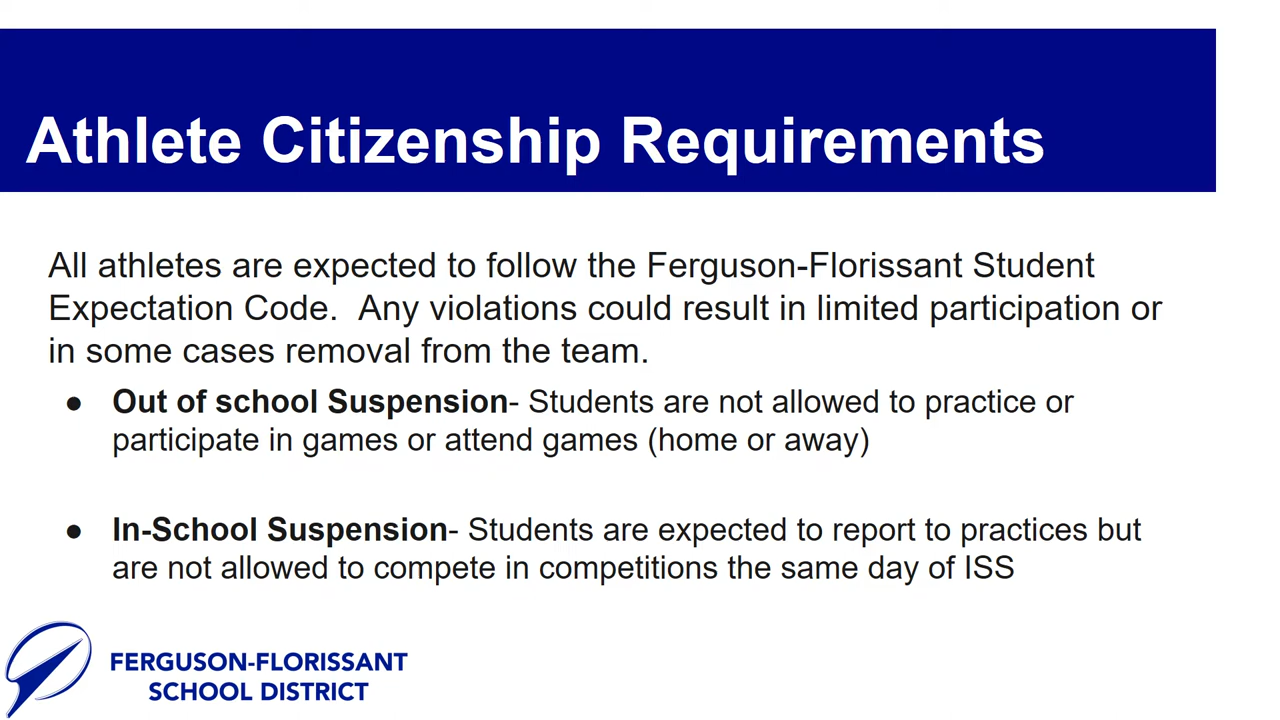 Athlete Citizenship Requirements
All athletes are expected to follow the Ferguson-Florissant Student
Expectation Code.  Any violations could result in limited participation or
in some cases removal from the team.
● Out of school Suspension- Students are not allowed to practice or
participate in games or attend games (home or away)
● In-School Suspension- Students are expected to report to practices but
are not allowed to compete in competitions the same day of ISS
FERGUSON-FLORISSANT
SCHOOL DISTRICT